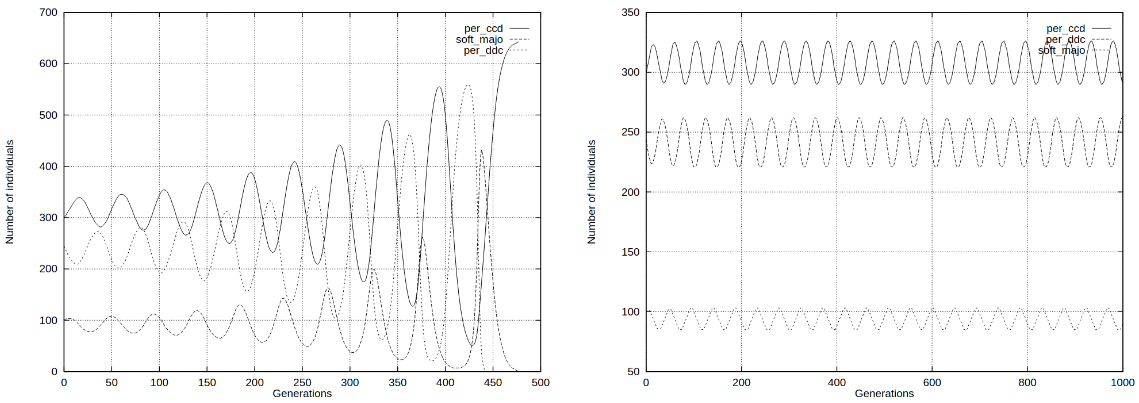 700
600
500
400
300
200
100
0
Number of individuals
per_ccd
soft_majo
per_ddc
0 50 100 150 200 250 300 350 400 450 500
Generations
350
300
250
200
150
100
50
Number of individuals
per_ccd
per_ddc
soft_majo
0 200 400 600 800 1000
Generations